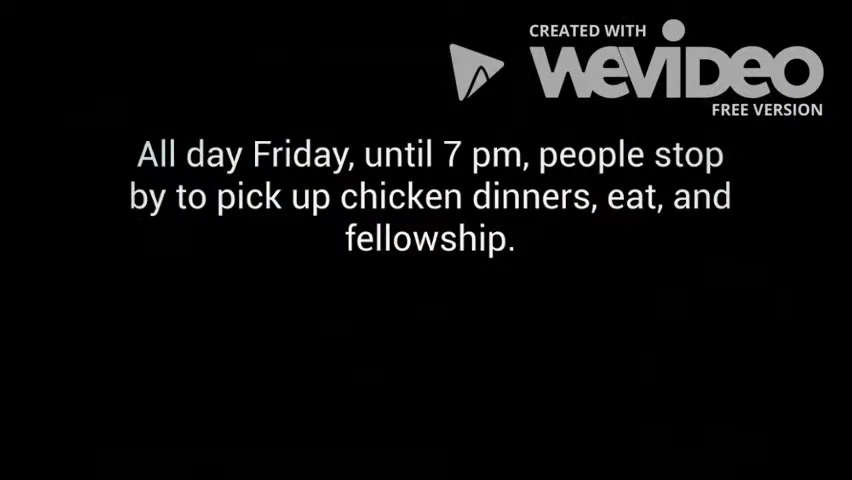 CREATED WITH
WEVIDEO
FREE VERSION
All day Friday, until 7 pm, people stop
by to pick up chicken dinners, eat, and
fellowship.